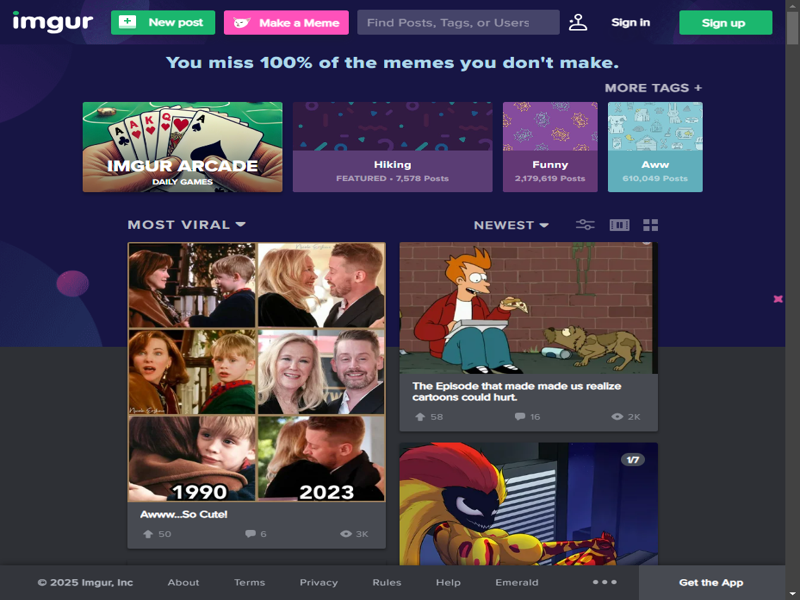 imgur
New post
Make a Meme
Find Posts, Tags, or Users
Sign in
Sign up
You miss 100% of the memes you don't make.
MORE TAGS +
IMGUR ARCADE
DAILY GAMES
Hiking
FEATURED • 7,578 Posts
Funny
2,179,619 Posts
Aww
610,049 Posts
MOST VIRAL
NEWEST
1990
2023
Awww...So Cute!
50
6
3K
The Episode that made made us realize
cartoons could hurt.
58
16
2K
1/7
© 2025 Imgur, Inc
About
Terms
Privacy
Rules
Help
Emerald
•••
Get the App